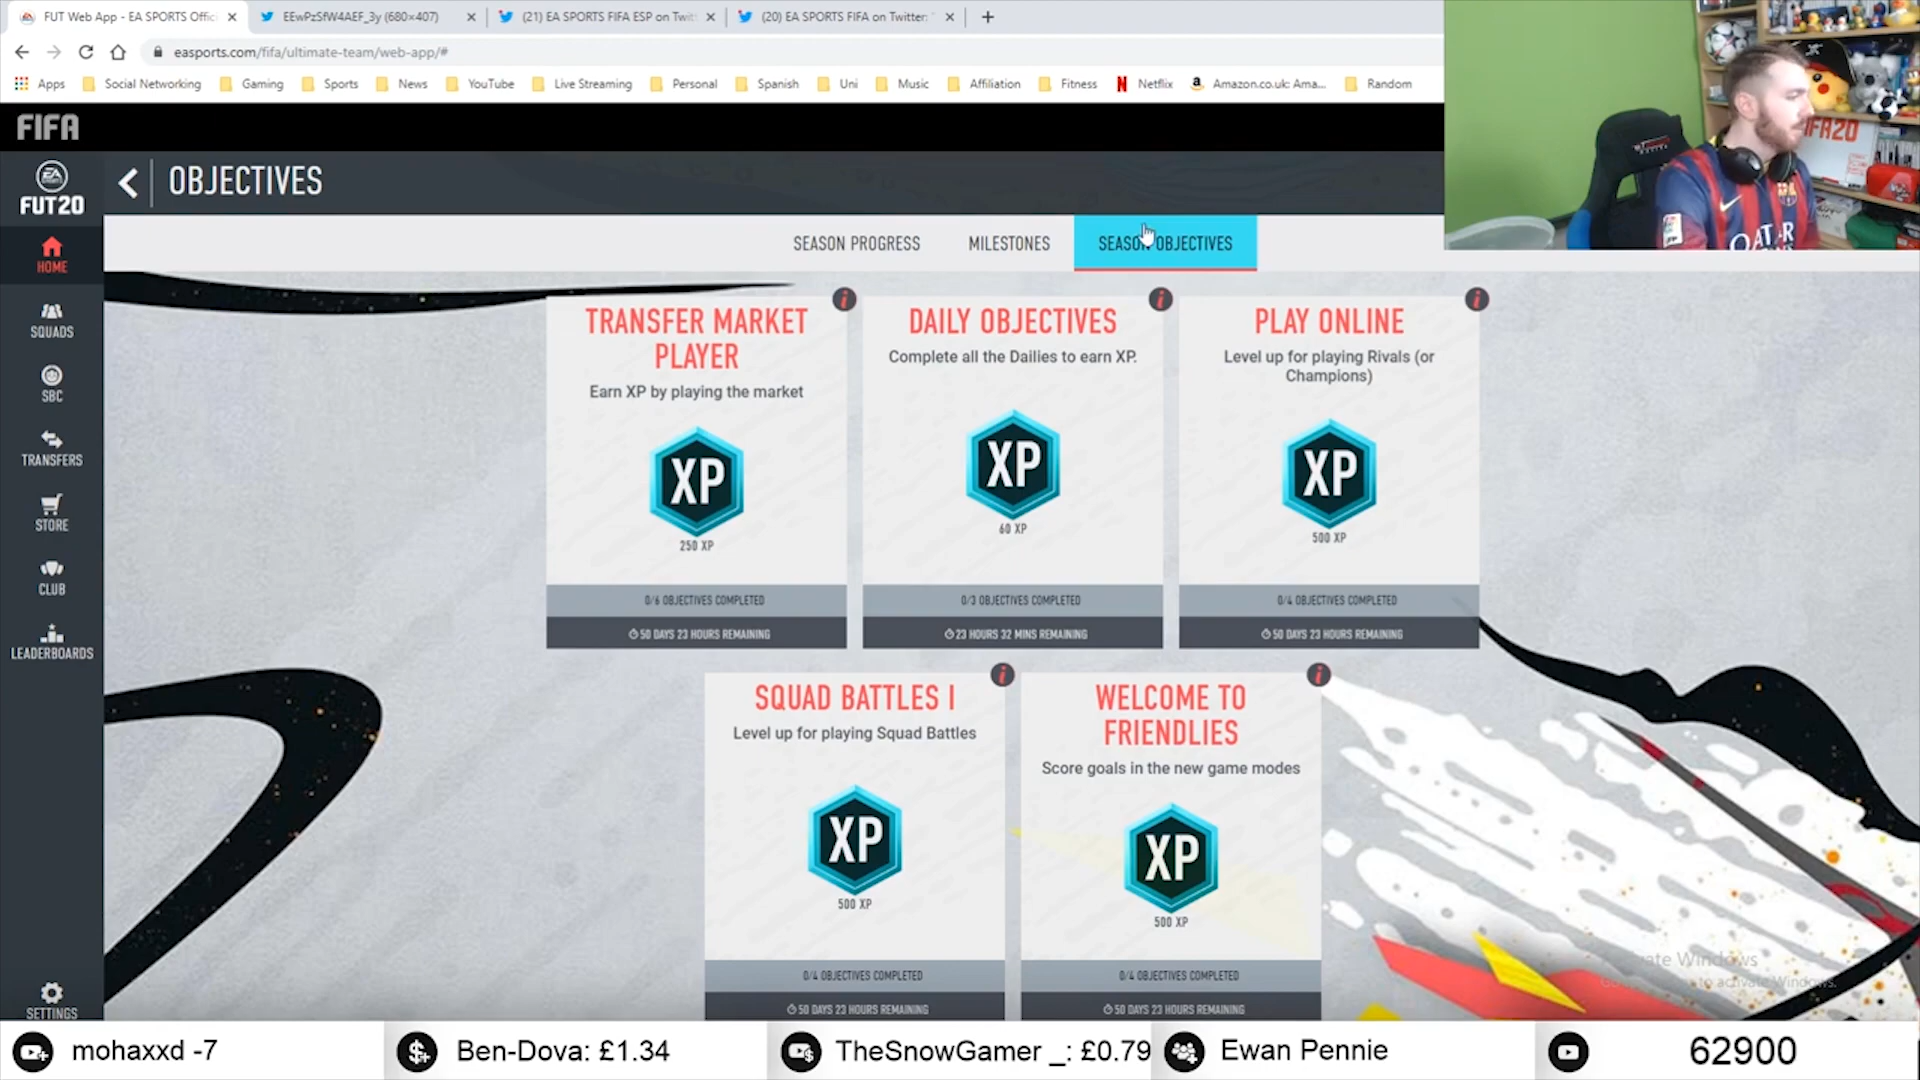 FUT Web App - EA SPORTS Offici
EEwPzSfW4AEF_3y (680×407)
(21) EA SPORTS FIFA ESP on Twit
(20) EA SPORTS FIFA on Twitter: "
easports.com/fifa/ultimate-team/web-app/#
Apps
Social Networking
Gaming
Sports
News
YouTube
Live Streaming
Personal
Spanish
Uni
Music
Affiliation
Fitness
Netflix
Amazon.co.uk: Ama...
Random
FIFA
EA SPORTS
FUT20
OBJECTIVES
HOME
SQUADS
SBC
TRANSFERS
STORE
CLUB
LEADERBOARDS
SETTINGS
SEASON PROGRESS
MILESTONES
SEASON OBJECTIVES
TRANSFER MARKET
PLAYER
Earn XP by playing the market
XP
250 XP
0/6 OBJECTIVES COMPLETED
50 DAYS 23 HOURS REMAINING
DAILY OBJECTIVES
Complete all the Dailies to earn XP.
XP
60 XP
0/3 OBJECTIVES COMPLETED
23 HOURS 32 MINS REMAINING
PLAY ONLINE
Level up for playing Rivals (or
Champions)
XP
500 XP
0/4 OBJECTIVES COMPLETED
50 DAYS 23 HOURS REMAINING
SQUAD BATTLES I
Level up for playing Squad Battles
XP
500 XP
0/4 OBJECTIVES COMPLETED
50 DAYS 23 HOURS REMAINING
WELCOME TO
FRIENDLIES
Score goals in the new game modes
XP
500 XP
0/4 OBJECTIVES COMPLETED
50 DAYS 23 HOURS REMAINING
FIFA20
QATAR
Windows
to activate Windows.
mohaxxd -7
Ben-Dova: £1.34
TheSnowGamer _: £0.79
Ewan Pennie
62900